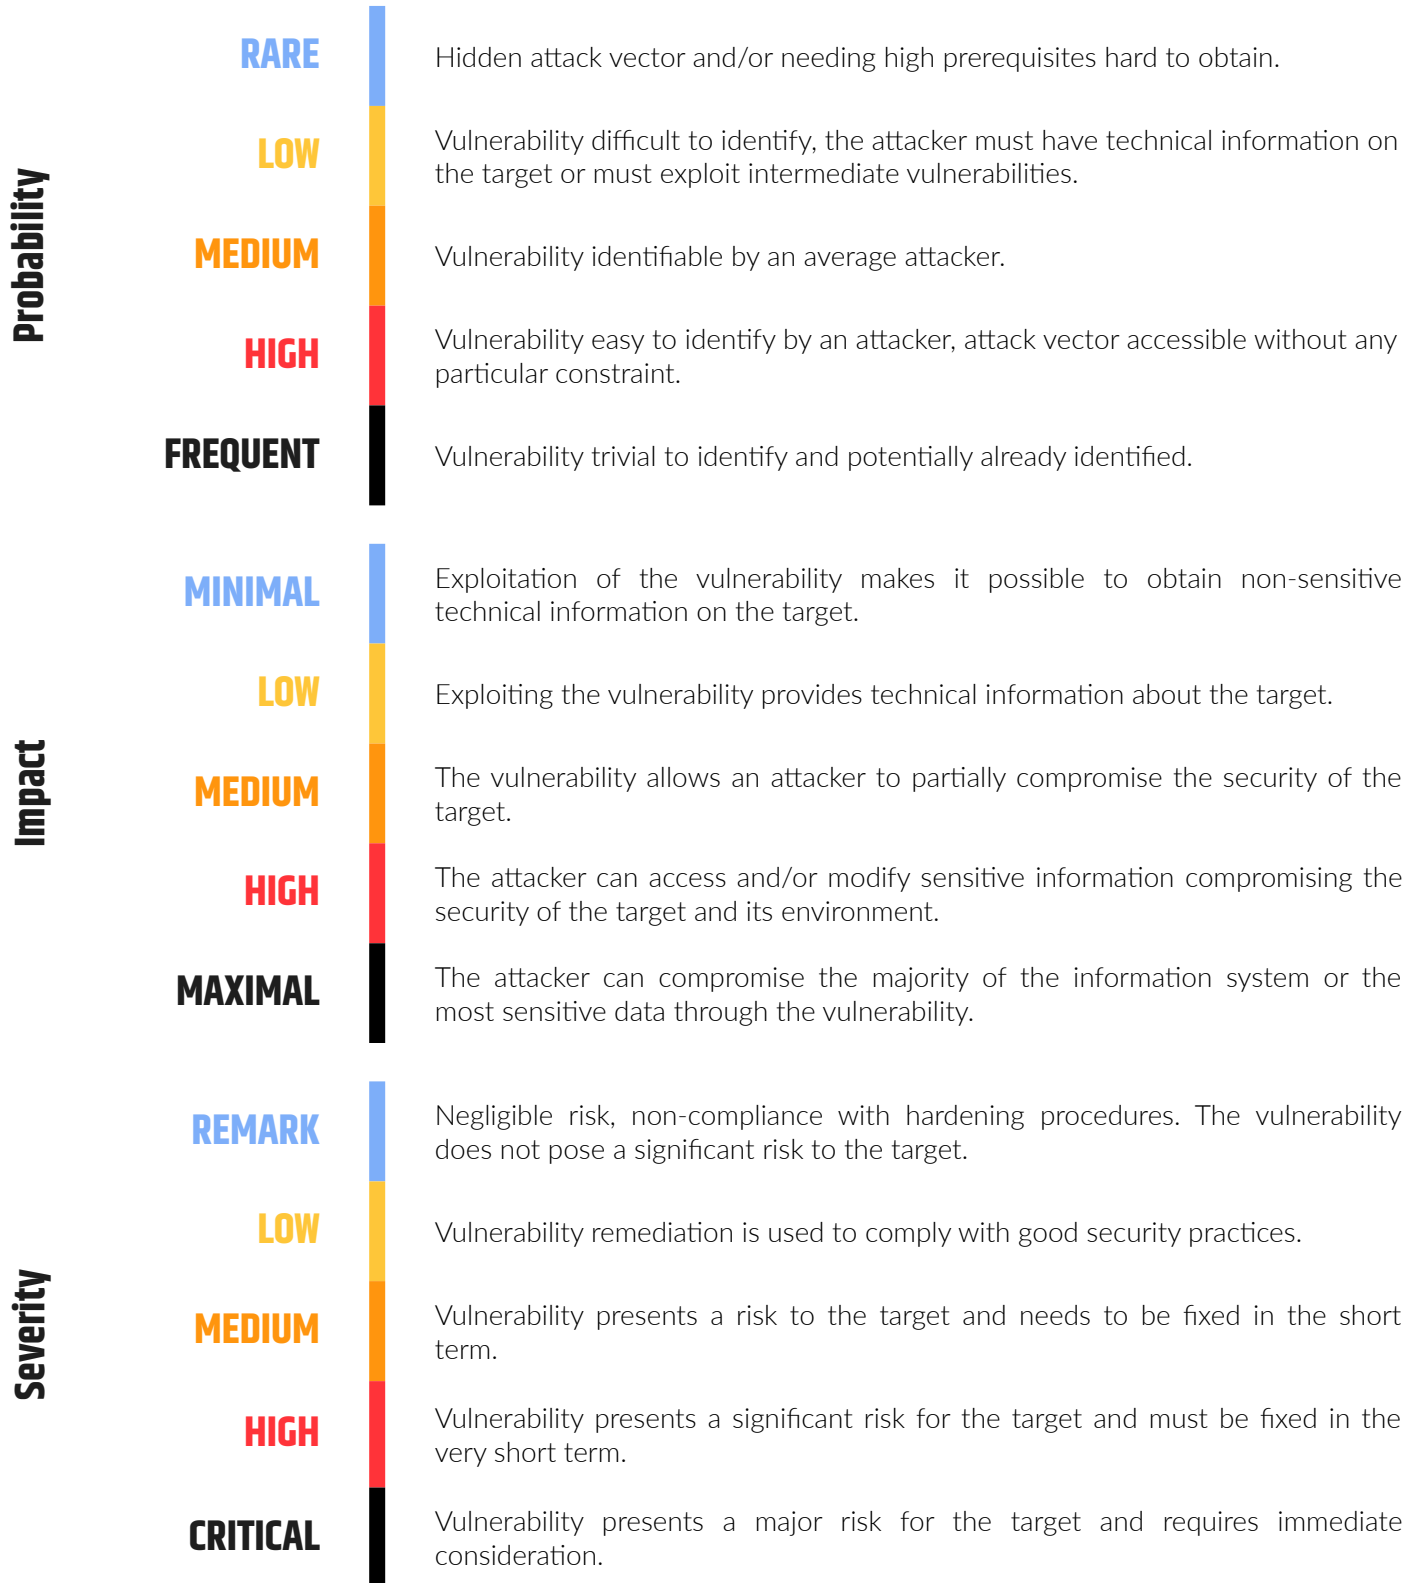 Probability
RARE
Hidden attack vector and/or needing high prerequisites hard to obtain.
LOW
Vulnerability difficult to identify, the attacker must have technical information on
the target or must exploit intermediate vulnerabilities.
MEDIUM
Vulnerability identifiable by an average attacker.
HIGH
Vulnerability easy to identify by an attacker, attack vector accessible without any
particular constraint.
FREQUENT
Vulnerability trivial to identify and potentially already identified.
Impact
MINIMAL
Exploitation of the vulnerability makes it possible to obtain non-sensitive
technical information on the target.
LOW
Exploiting the vulnerability provides technical information about the target.
MEDIUM
The vulnerability allows an attacker to partially compromise the security of the
target.
HIGH
The attacker can access and/or modify sensitive information compromising the
security of the target and its environment.
MAXIMAL
The attacker can compromise the majority of the information system or the
most sensitive data through the vulnerability.
Severity
REMARK
Negligible risk, non-compliance with hardening procedures. The vulnerability
does not pose a significant risk to the target.
LOW
Vulnerability remediation is used to comply with good security practices.
MEDIUM
Vulnerability presents a risk to the target and needs to be fixed in the short
term.
HIGH
Vulnerability presents a significant risk for the target and must be fixed in the
very short term.
CRITICAL
Vulnerability presents a major risk for the target and requires immediate
consideration.